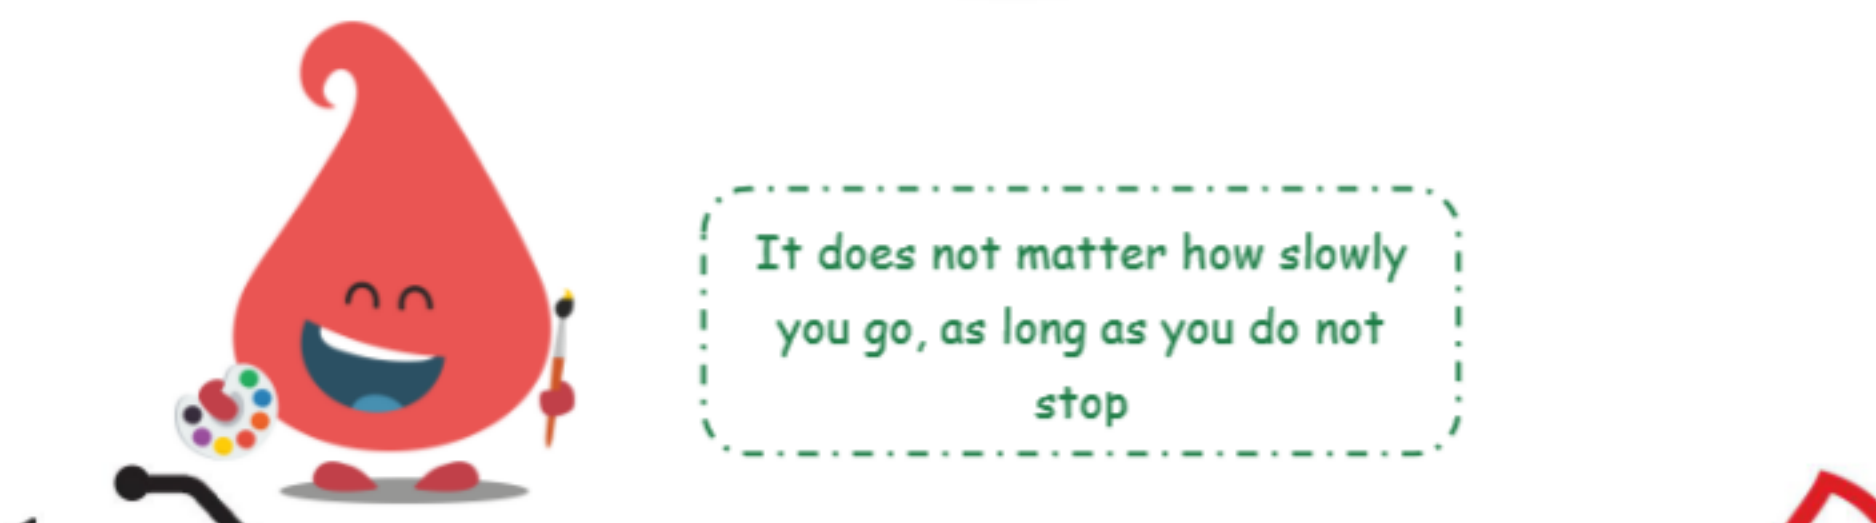 It does not matter how slowly
you go, as long as you do not
stop